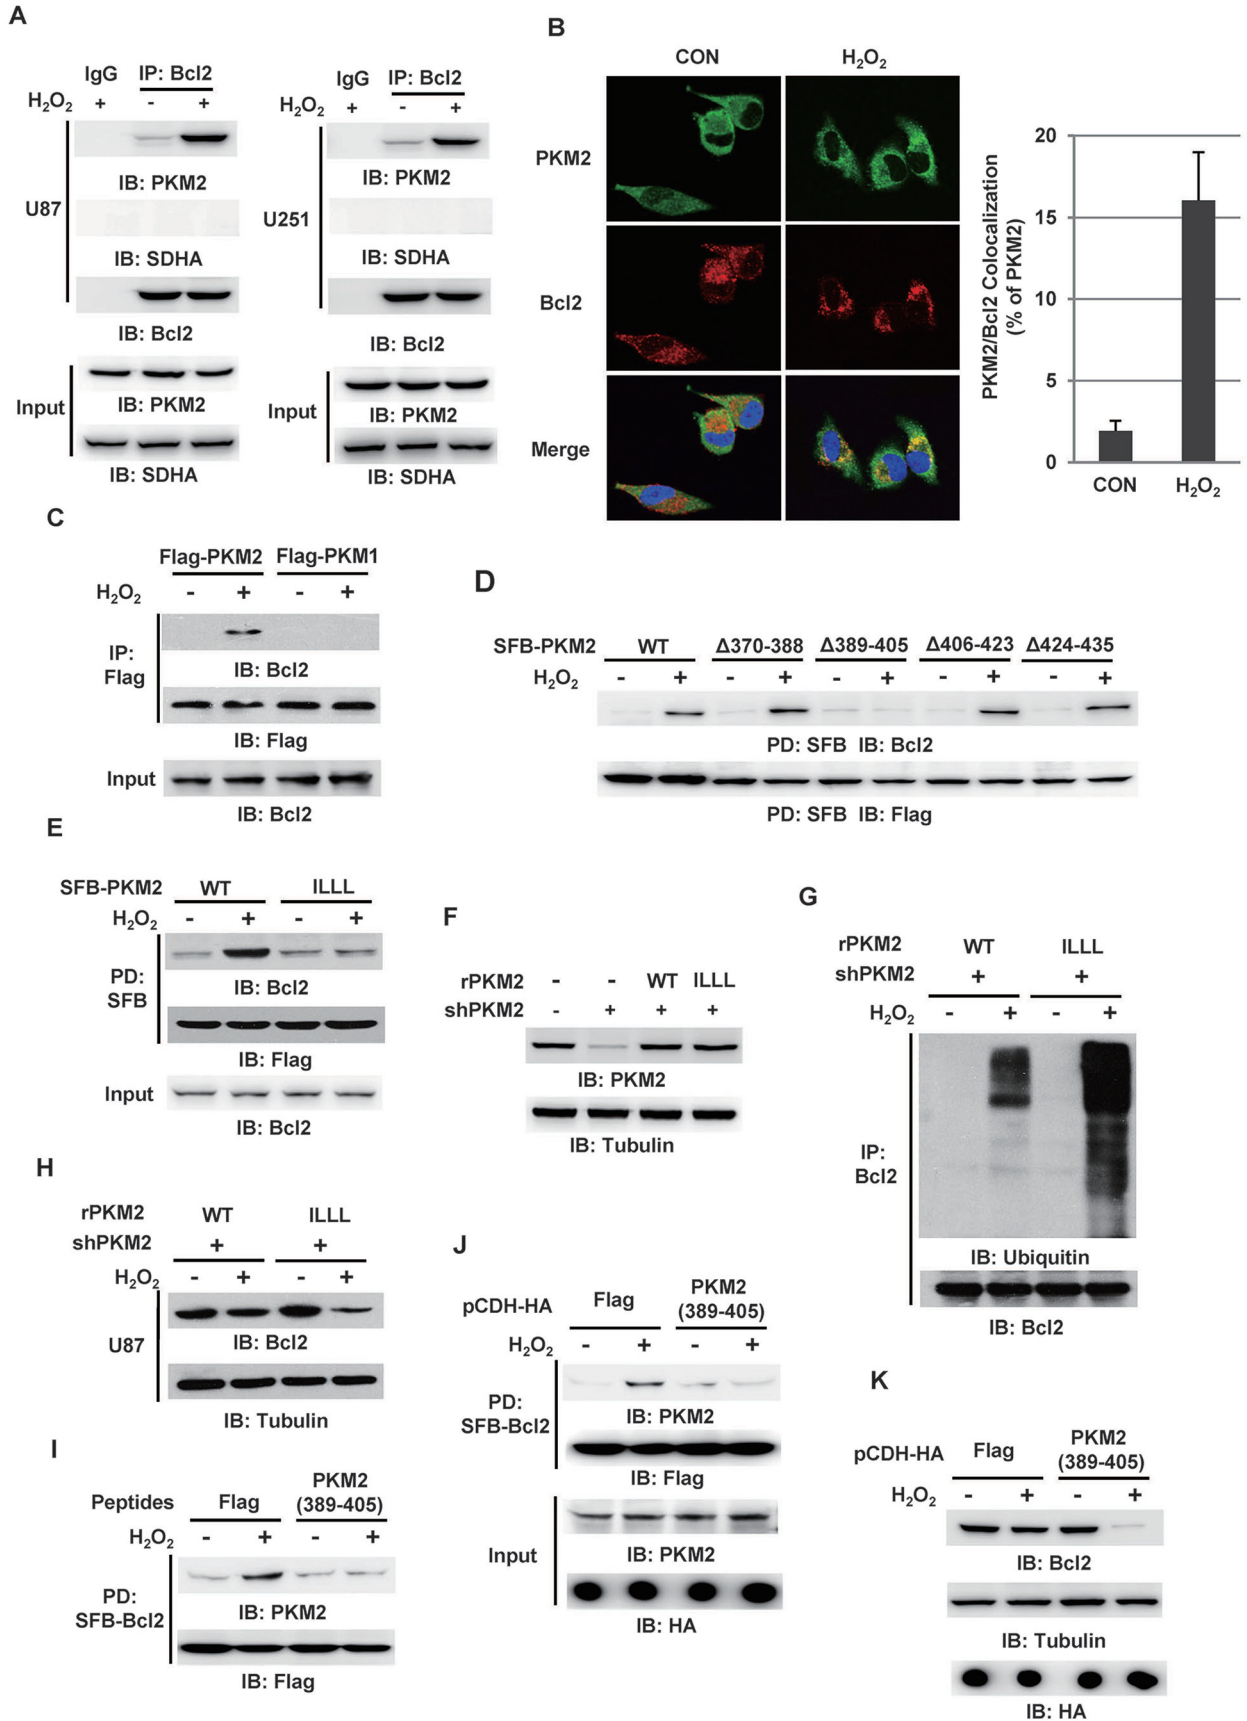 A
IgG IP: Bcl2
H2O2 + - +
U87
IB: PKM2
IB: SDHA
IB: Bcl2
Input
IB: PKM2
IB: SDHA
IgG IP: Bcl2
H2O2 + - +
U251
IB: PKM2
IB: SDHA
IB: Bcl2
Input
IB: PKM2
IB: SDHA
B
CON H2O2
PKM2
Bcl2
Merge
PKM2/Bcl2 Colocalization
(% of PKM2)
20
15
10
5
0
CON H2O2
C
Flag-PKM2 Flag-PKM1
H2O2 - + - +
IP:
Flag
IB: Bcl2
IB: Flag
Input
IB: Bcl2
D
SFB-PKM2 WT Δ370-388 Δ389-405 Δ406-423 Δ424-435
H2O2 - + - + - + - + - +
PD: SFB IB: Bcl2
PD: SFB IB: Flag
E
SFB-PKM2 WT ILLL
H2O2 - + - +
PD:
SFB
IB: Bcl2
IB: Flag
Input
IB: Bcl2
F
rPKM2 - - WT ILLL
shPKM2 - + + +
IB: PKM2
IB: Tubulin
G
rPKM2 WT ILLL
shPKM2 + +
H2O2 - + - +
IP:
Bcl2
IB: Ubiquitin
IB: Bcl2
H
rPKM2 WT ILLL
shPKM2 + +
H2O2 - + - +
U87
IB: Bcl2
IB: Tubulin
I
Peptides Flag PKM2
(389-405)
H2O2 - + - +
PD:
SFB-Bcl2
IB: PKM2
IB: Flag
J
pCDH-HA Flag PKM2
(389-405)
H2O2 - + - +
PD:
SFB-Bcl2
IB: PKM2
IB: Flag
Input
IB: PKM2
IB: HA
K
pCDH-HA Flag PKM2
(389-405)
H2O2 - + - +
IB: Bcl2
IB: Tubulin
IB: HA